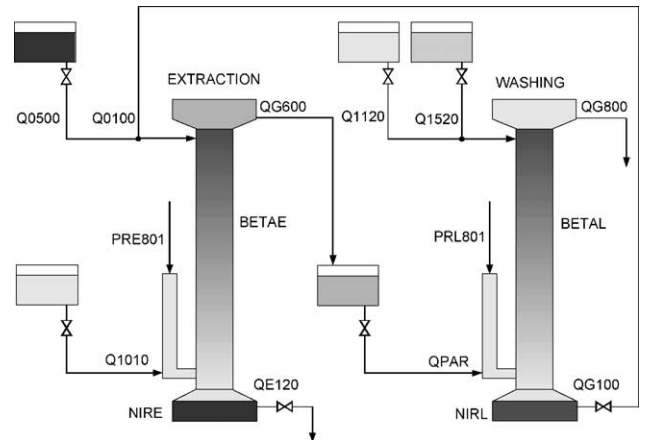 EXTRACTION
WASHING
QG600
QG800
Q0500
Q0100
Q1120
Q1520
BETAE
BETAL
PRE801
PRL801
Q1010
QPAR
QE120
QG100
NIRE
NIRL